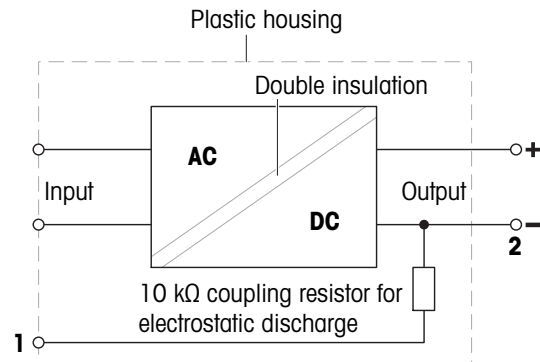 Plastic housing
Double insulation
AC
+
Input
Output
DC
−
2
10 kΩ coupling resistor for
electrostatic discharge
1